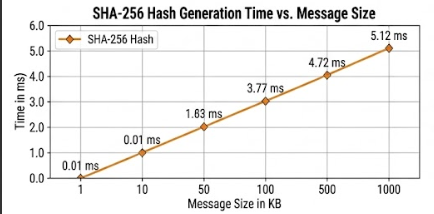 SHA-256 Hash Generation Time vs. Message Size
6.0
SHA-256 Hash
5.12 ms
5.0
4.72 ms
4.0
3.77 ms
3.0
1.63 ms
2.0
0.01 ms
1.0
0.01 ms
0.0
Time in ms)
1 10 50 100 500 1000
Message Size in KB